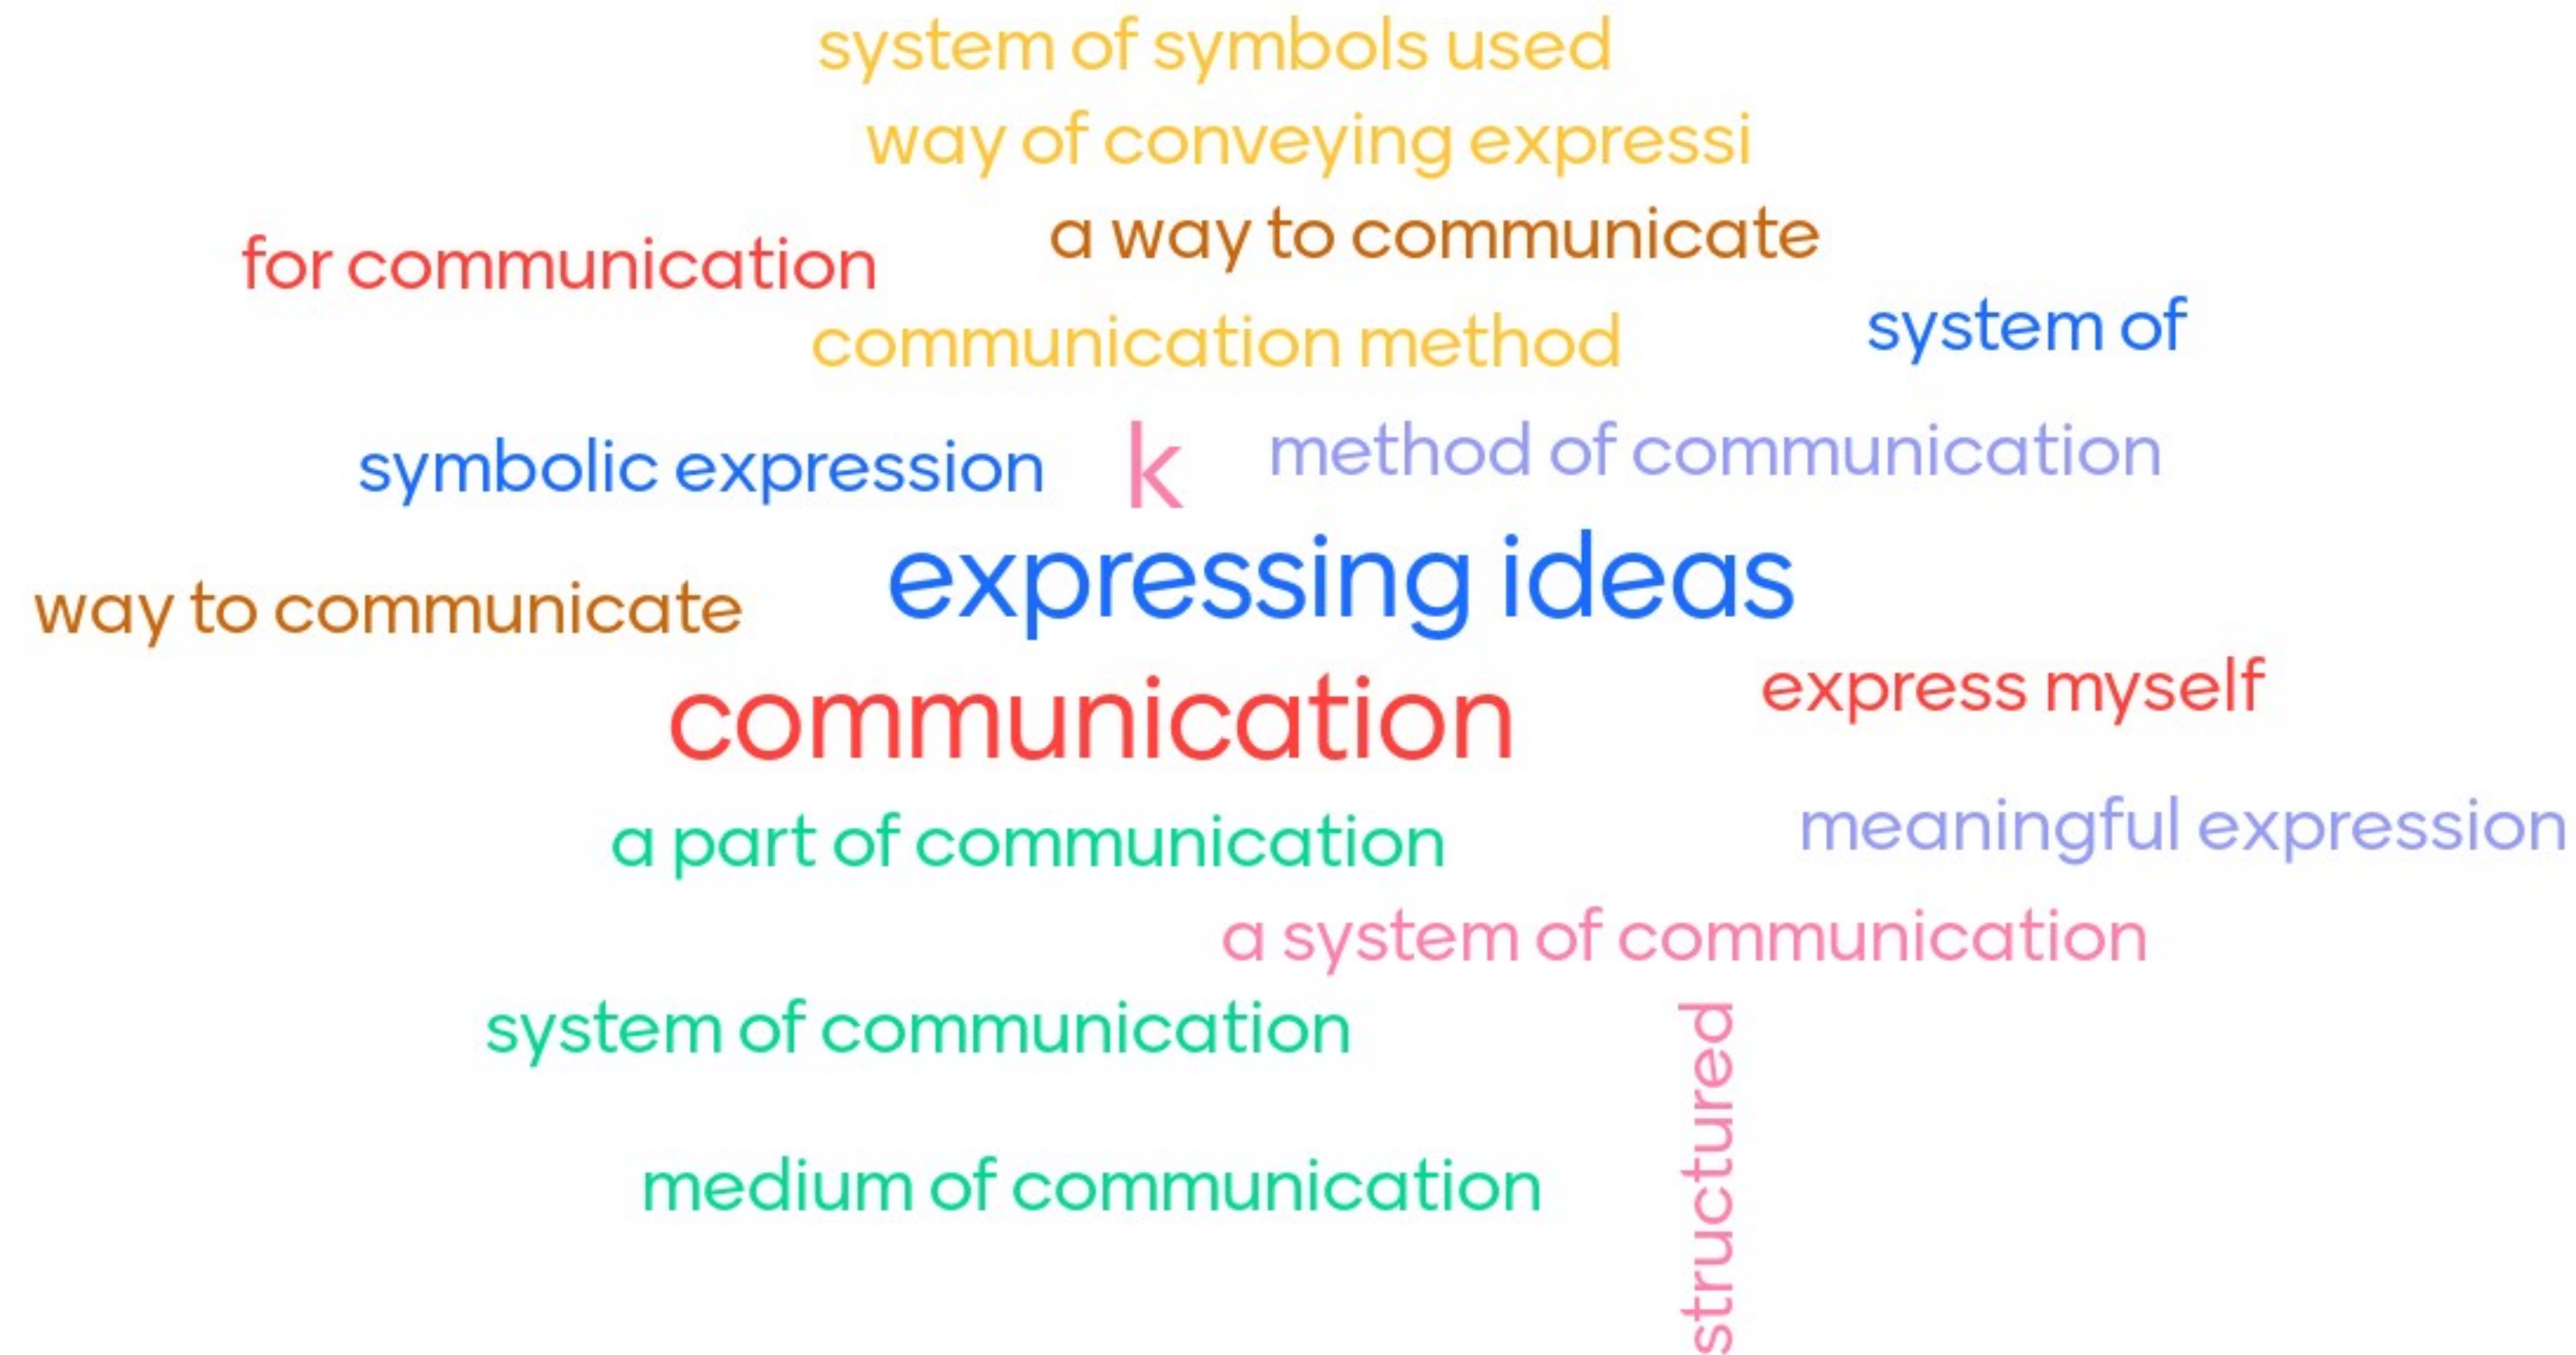 system of symbols used
way of conveying expressi
a way to communicate
for communication
system of
communication method
symbolic expression
k
method of communication
expressing ideas
way to communicate
express myself
communication
meaningful expression
a part of communication
a system of communication
system of communication
structured
medium of communication